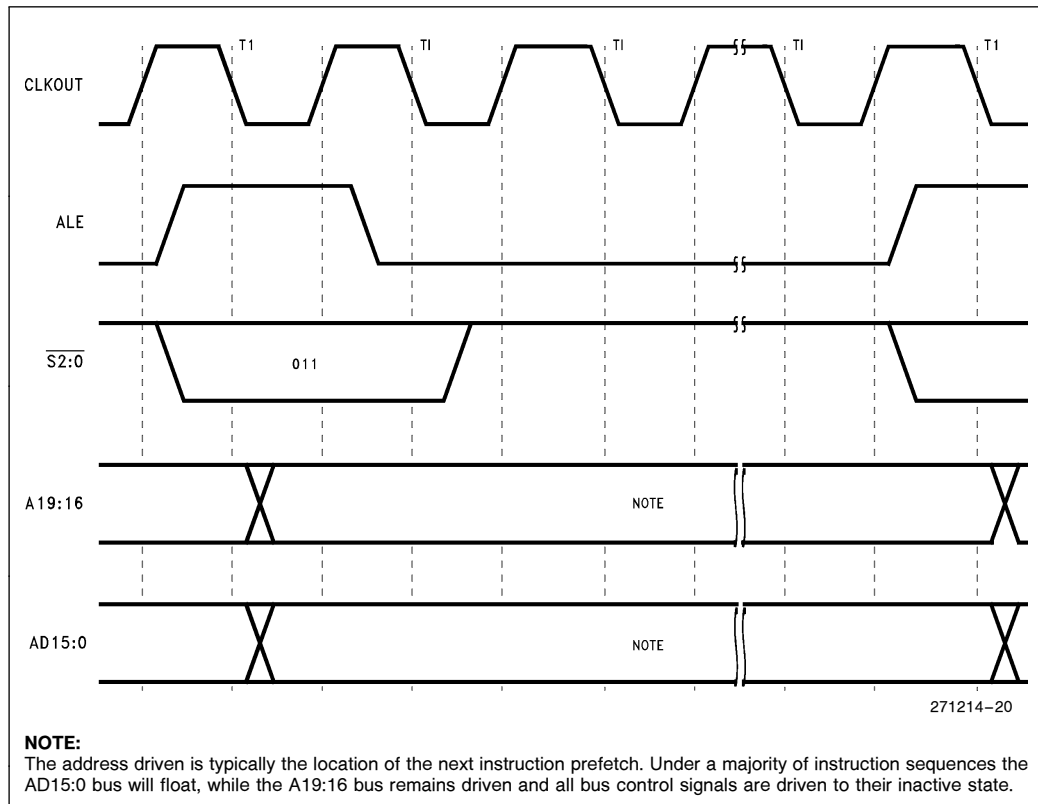 T1 TI TI TI T1
CLKOUT
ALE
S2:0
011
A19:16
NOTE
AD15:0
NOTE
271214–20
NOTE:
The address driven is typically the location of the next instruction prefetch. Under a majority of instruction sequences the
AD15:0 bus will float, while the A19:16 bus remains driven and all bus control signals are driven to their inactive state.